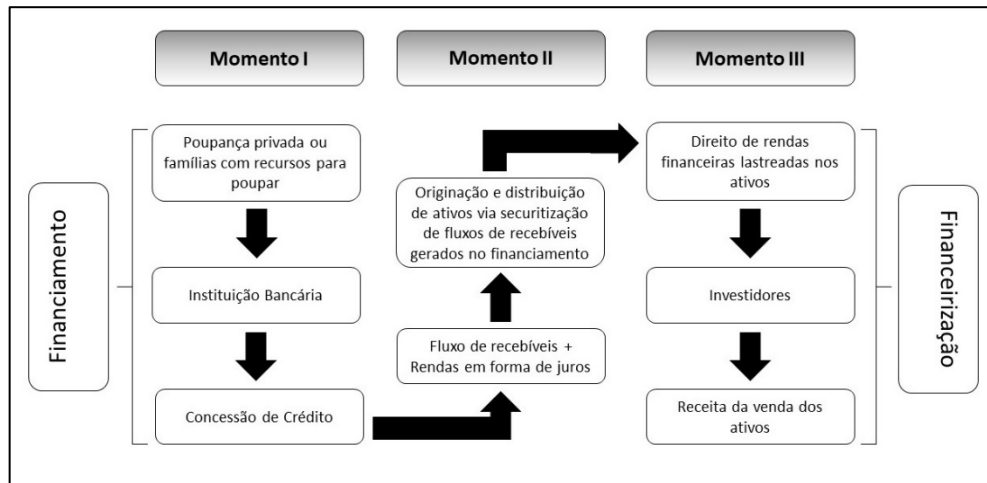 Momento I
Momento II
Momento III
Financiamento
Poupança privada ou
famílias com recursos para
poupar
Instituição Bancária
Concessão de Crédito
Originação e distribuição
de ativos via securitização
de fluxos de recebíveis
gerados no financiamento
Fluxo de recebíveis +
Rendas em forma de juros
Direito de rendas
financeiras lastreadas nos
ativos
Investidores
Receita da venda dos
ativos
Financeirização